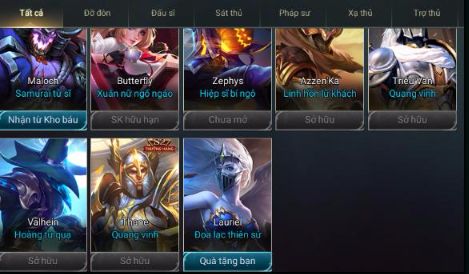 Tất cả Đỡ đòn Đấu sĩ Sát thủ Pháp sư Xạ thủ Trợ thủ
Maloch Butterfly Zephys Azzen'Ka Triệu Vân
Samurai tử sĩ Xuân nữ ngổ ngáo Hiệp sĩ bí ngô Linh hồn lữ khách Quang vinh
Nhận từ Kho báu SK hữu hạn Chưa mở Sở hữu Sở hữu
THƯỞNG HẠNG
Valhein Thane Lauriel
Hoàng tử quạ Quang vinh Đọa lạc thiên sứ
Sở hữu Sở hữu Quà tặng bạn